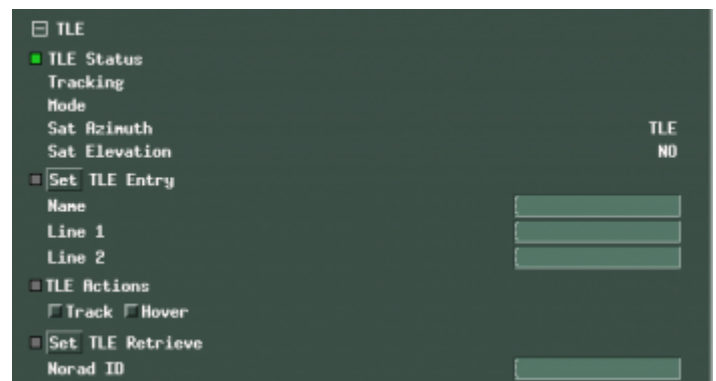 TLE
TLE Status
Tracking
Mode
Sat Azimuth TLE
Sat Elevation NO
Set TLE Entry
Name
Line 1
Line 2
TLE Actions
Track Hover
Set TLE Retrieve
Norad ID